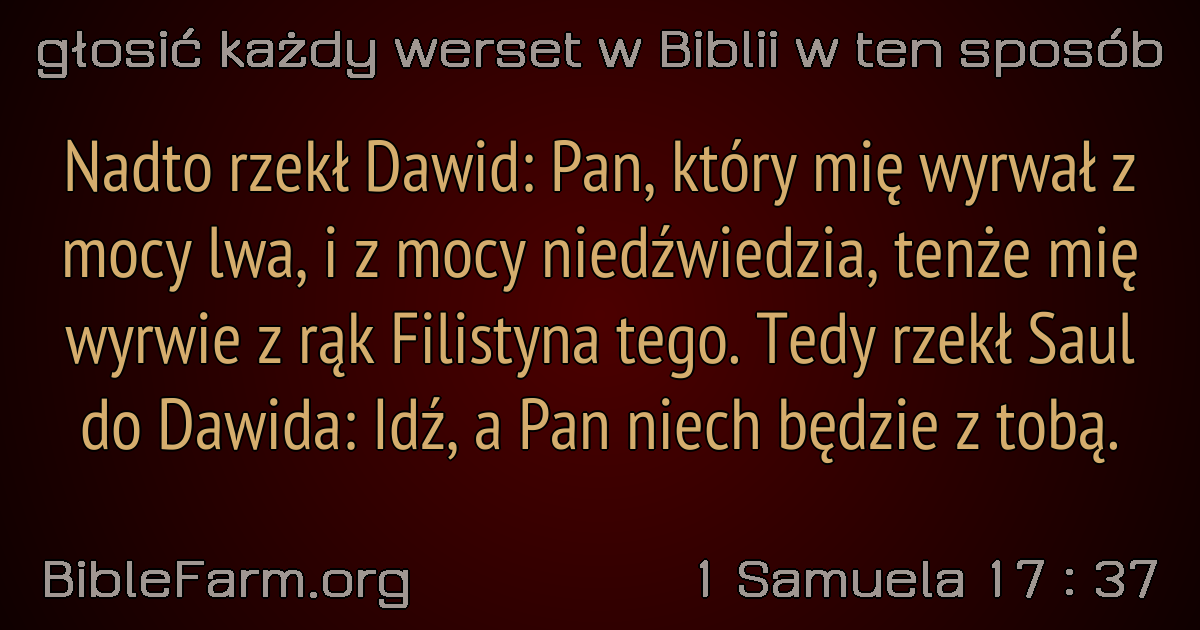 głosić każdy werset w Biblii w ten sposób
Nadto rzekł Dawid: Pan, który mię wyrwał z
mocy lwa, i z mocy niedźwiedzia, tenże mię
wyrwie z rąk Filistyna tego. Tedy rzekł Saul
do Dawida: Idź, a Pan niech będzie z tobą.
BibleFarm.org
1 Samuela 17 : 37